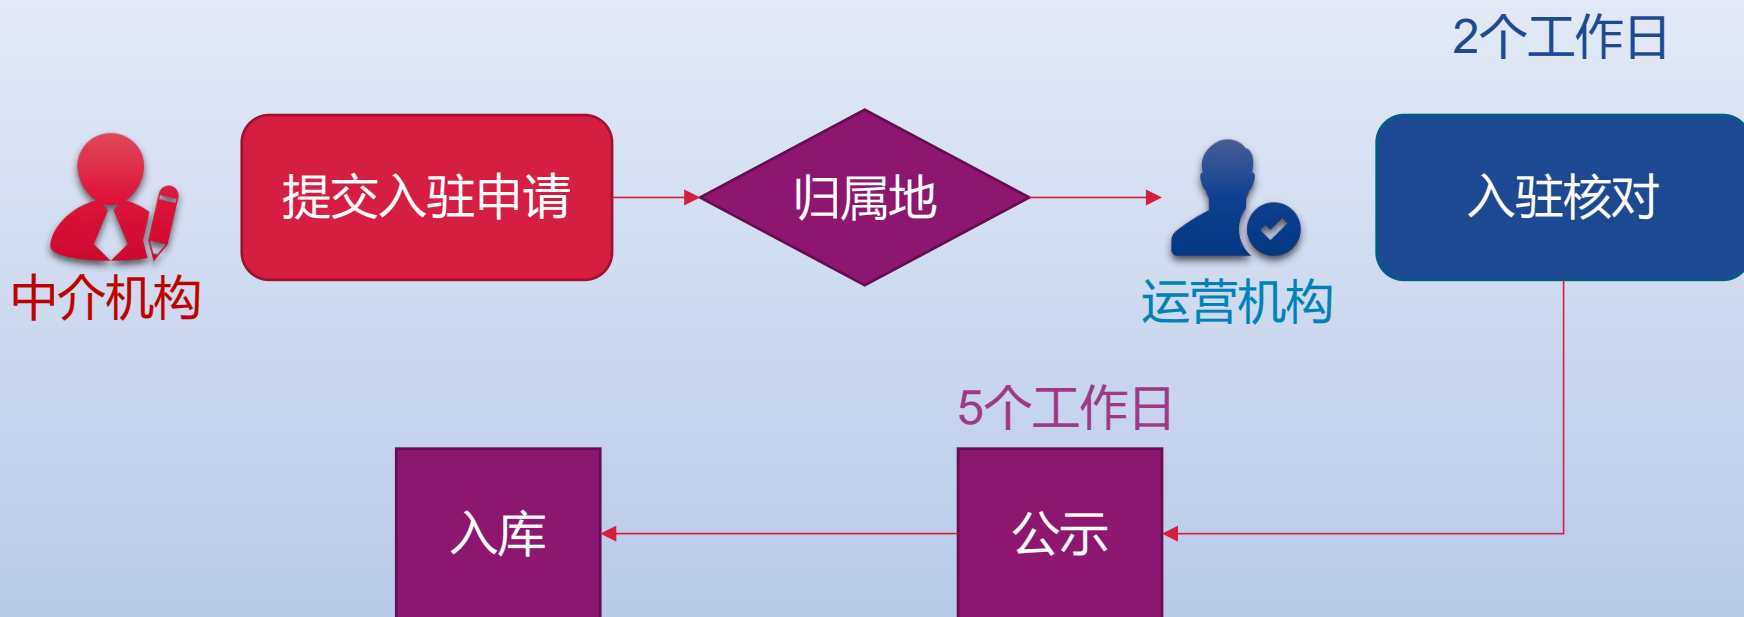 2个工作日
提交入驻申请
归属地
入驻核对
中介机构
运营机构
5个工作日
入库
公示